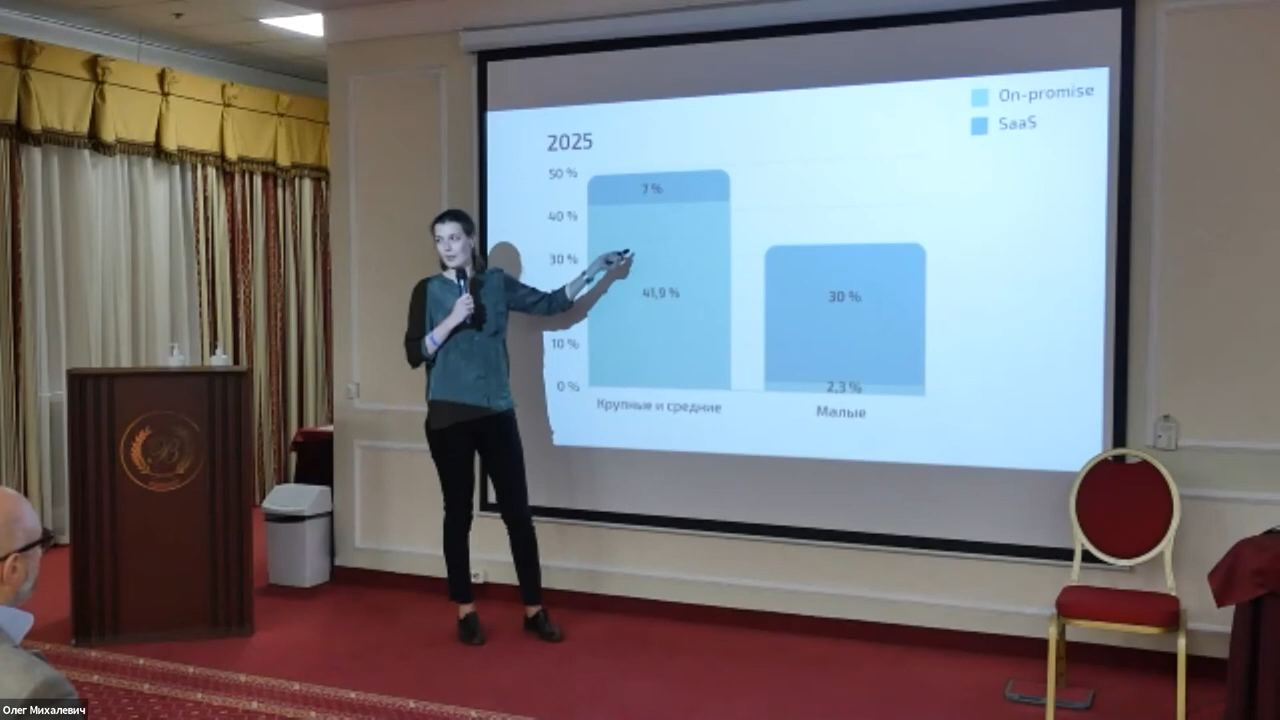 On-promise
SaaS
2025
50 %
40 %
30 %
10 %
0 %
7 %
41,9 %
30 %
2,3 %
Крупные и средние
Малые
B
Олег Михалевич